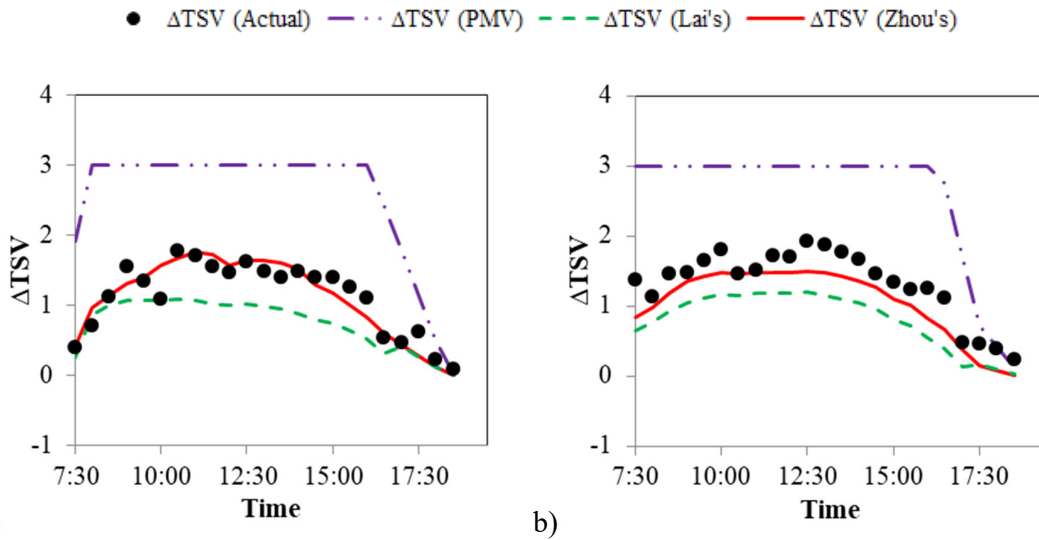 ΔTSV (Actual) ΔTSV (PMV) ΔTSV (Lai's) ΔTSV (Zhou's)
4
3
2
1
0
-1
ΔTSV
7:30 10:00 12:30 15:00 17:30
Time
b)
4
3
2
1
0
-1
ΔTSV
7:30 10:00 12:30 15:00 17:30
Time